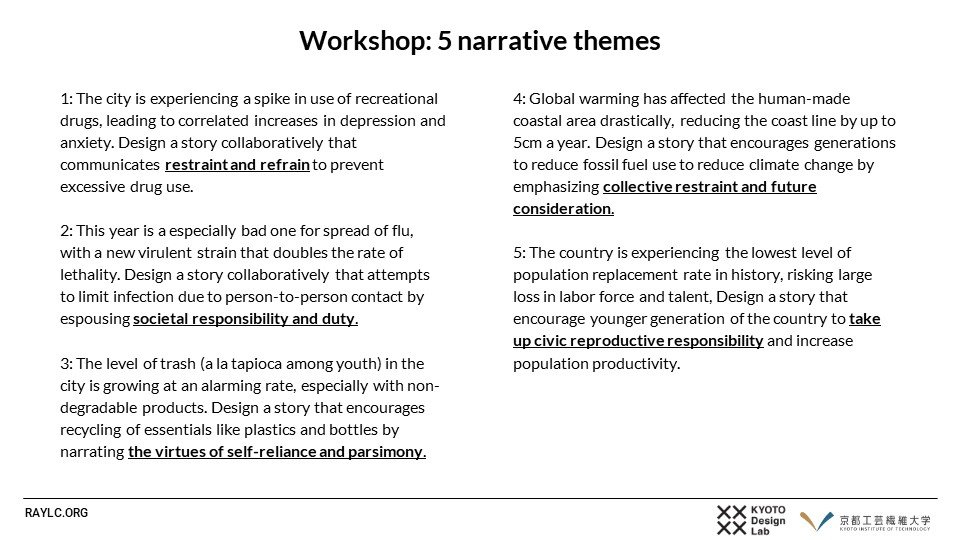 Workshop: 5 narrative themes
1: The city is experiencing a spike in use of recreational
drugs, leading to correlated increases in depression and
anxiety. Design a story collaboratively that
communicates restraint and refrain to prevent
excessive drug use.
2: This year is a especially bad one for spread of flu,
with a new virulent strain that doubles the rate of
lethality. Design a story collaboratively that attempts
to limit infection due to person-to-person contact by
espousing societal responsibility and duty.
3: The level of trash (a la tapioca among youth) in the
city is growing at an alarming rate, especially with non-
degradable products. Design a story that encourages
recycling of essentials like plastics and bottles by
narrating the virtues of self-reliance and parsimony.
4: Global warming has affected the human-made
coastal area drastically, reducing the coast line by up to
5cm a year. Design a story that encourages generations
to reduce fossil fuel use to reduce climate change by
emphasizing collective restraint and future
consideration.
5: The country is experiencing the lowest level of
population replacement rate in history, risking large
loss in labor force and talent, Design a story that
encourage younger generation of the country to take
up civic reproductive responsibility and increase
population productivity.
RAYLC.ORG
KYOTO
Design
Lab
京都工芸繊維大学
KYOTO INSTITUTE OF TECHNOLOGY